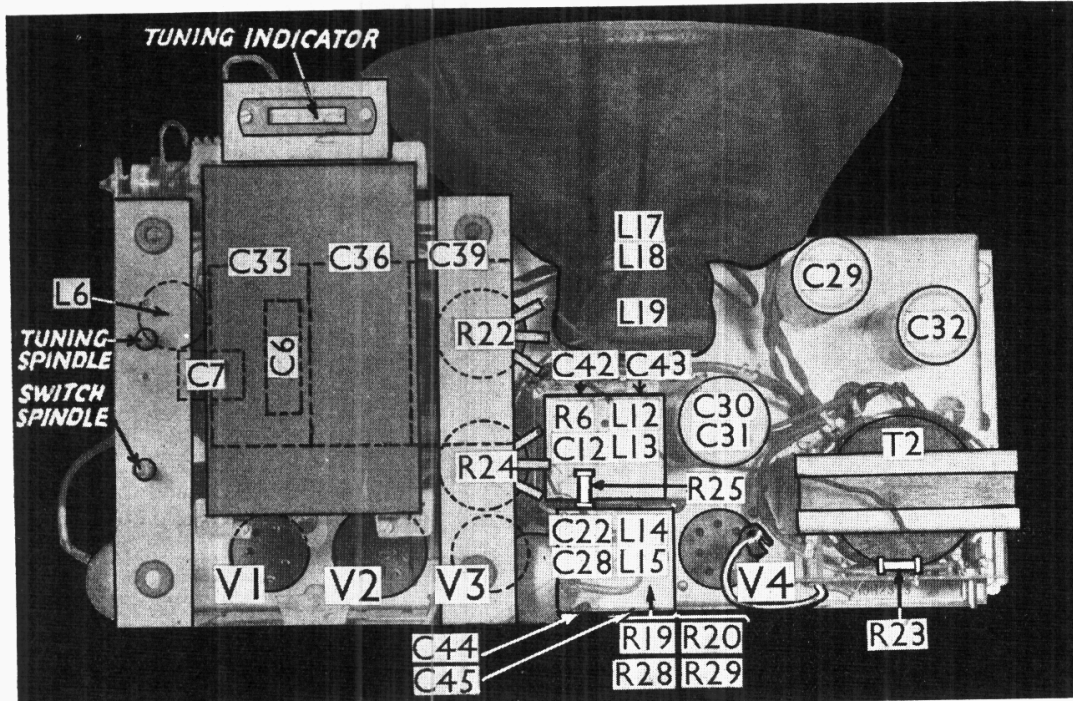 TUNING INDICATOR
L17
L18
C33 C36 C39
C29
L6
L19
C32
TUNING
SPINDLE
R22
C6
C7
C42 C43
SWITCH
SPINDLE
R6 L12
C12 L13
C30
C31
T2
R24
R25
C22 L14
C28 L15
V1 V2 V3 V4
C44
C45
R19 R20
R28 R29
R23